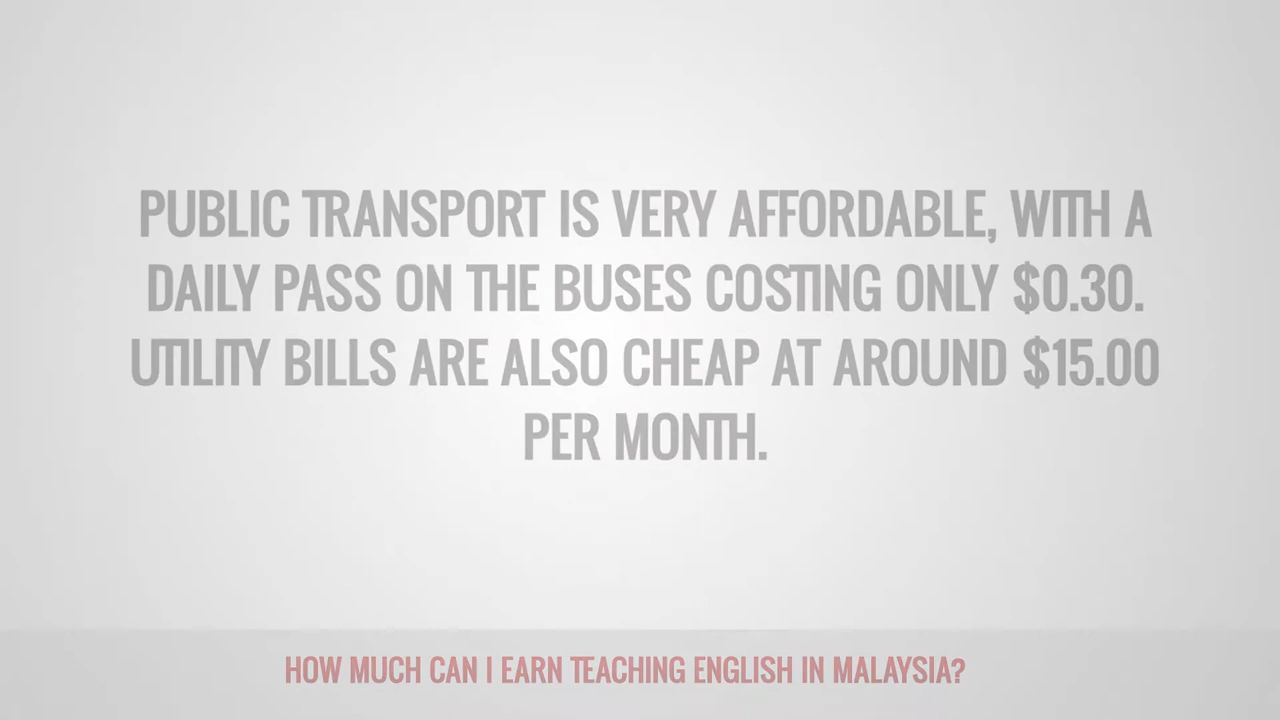 PUBLIC TRANSPORT IS VERY AFFORDABLE, WITH A
DAILY PASS ON THE BUSES COSTING ONLY $0.30.
UTILITY BILLS ARE ALSO CHEAP AT AROUND $15.00
PER MONTH.
HOW MUCH CAN I EARN TEACHING ENGLISH IN MALAYSIA?